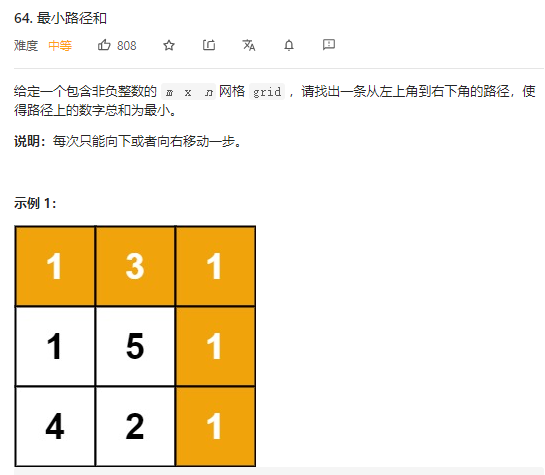 64. 最小路径和
难度 中等 808
给定一个包含非负整数的 m x n 网格 grid ，请找出一条从左上角到右下角的路径，使
得路径上的数字总和为最小。
说明：每次只能向下或者向右移动一步。
示例 1：
1 3 1
1 5 1
4 2 1